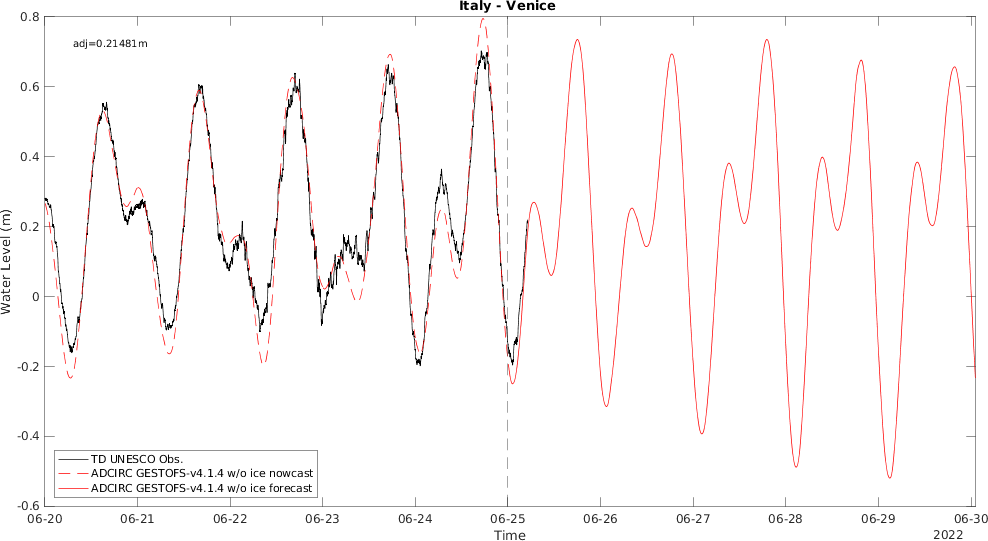 Italy - Venice
adj=0.21481m
0.8
0.6
0.4
0.2
0
-0.2
-0.4
-0.6
Water Level (m)
TD UNESCO Obs.
ADCIRC GESTOFS-v4.1.4 w/o ice nowcast
ADCIRC GESTOFS-v4.1.4 w/o ice forecast
06-20 06-21 06-22 06-23 06-24 06-25 06-26 06-27 06-28 06-29 06-30
Time
2022